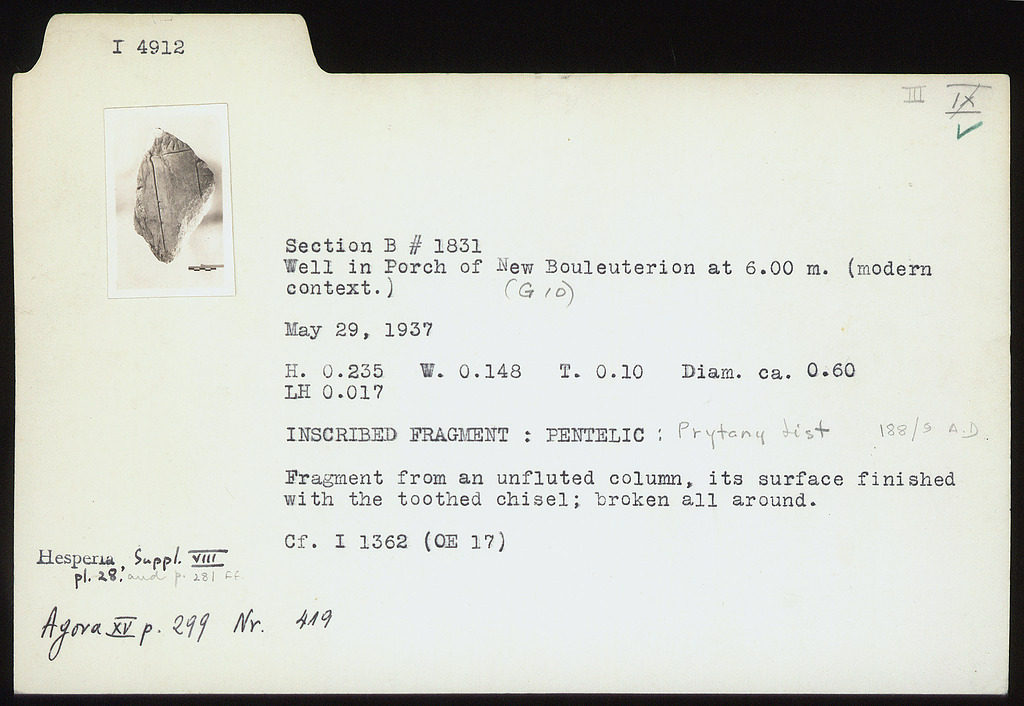 I 4912
III IX
Section B # 1831
Well in Porch of New Bouleuterion at 6.00 m. (modern
context.) (G 10)
May 29, 1937
H. 0.235 W. 0.148 T. 0.10 Diam. ca. 0.60
LH 0.017
INSCRIBED FRAGMENT : PENTELIC : Prytany List 188/9 A.D.
Fragment from an unfluted column, its surface finished
with the toothed chisel; broken all around.
Cf. I 1362 (OE 17)
Hesperia, Suppl. VIII
pl. 28; and p. 281 ff.
Agora XV p. 299 Nr. 419